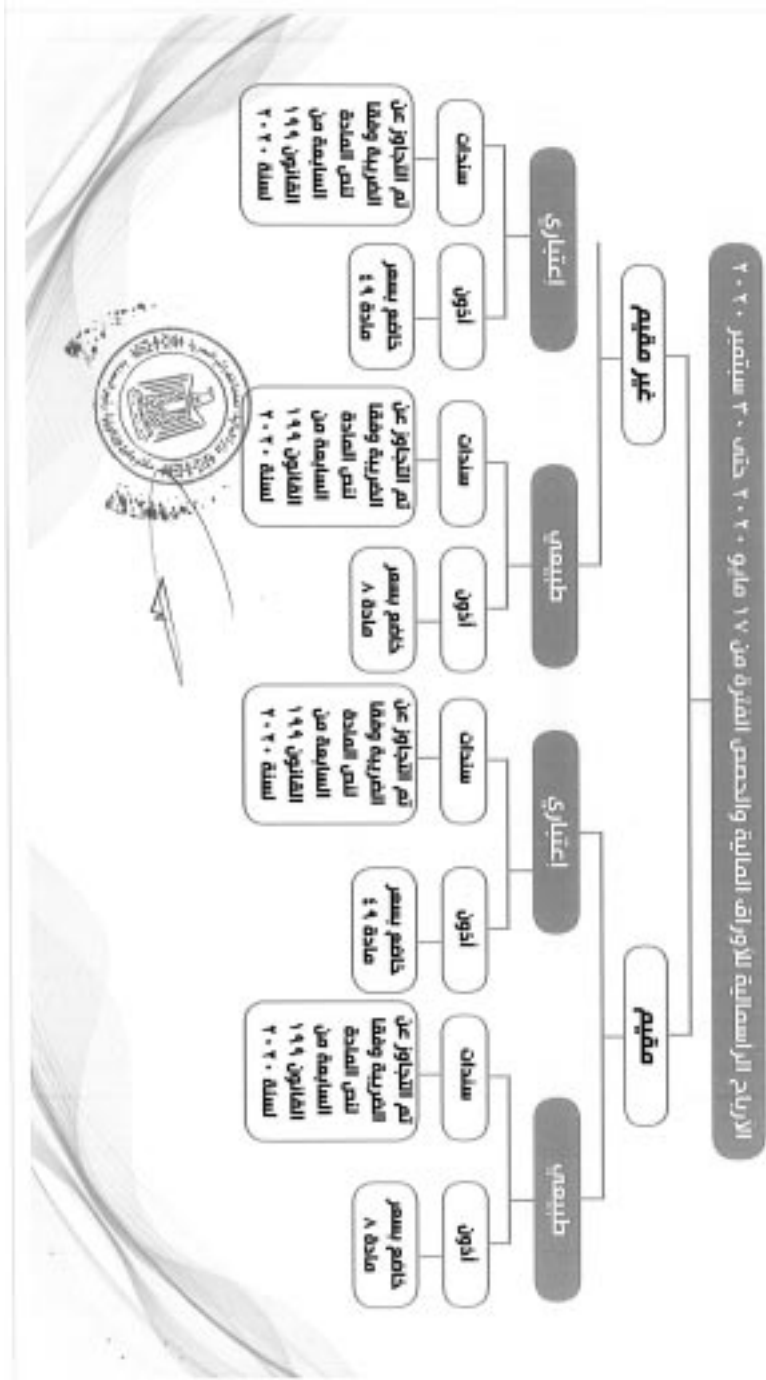 الأرباح الرأسمالية للأوراق المالية والحصص الفترة من ١٧ مايو ٢٠٢٠ حتى ٣٠ سبتمبر ٢٠٢٠
مقيم
طبيعي
أذون
خاضع بسعر
مادة ٨
سندات
تم التجاوز عن
الضريبة وفقا
لنص المادة
السابعة من
القانون ١٩٩
لسنة ٢٠٢٠
إعتباري
أذون
خاضع بسعر
مادة ٤٩
سندات
تم التجاوز عن
الضريبة وفقا
لنص المادة
السابعة من
القانون ١٩٩
لسنة ٢٠٢٠
غير مقيم
طبيعي
أذون
خاضع بسعر
مادة ٨
سندات
تم التجاوز عن
الضريبة وفقا
لنص المادة
السابعة من
القانون ١٩٩
لسنة ٢٠٢٠
إعتباري
أذون
خاضع بسعر
مادة ٤٩
سندات
تم التجاوز عن
الضريبة وفقا
لنص المادة
السابعة من
القانون ١٩٩
لسنة ٢٠٢٠